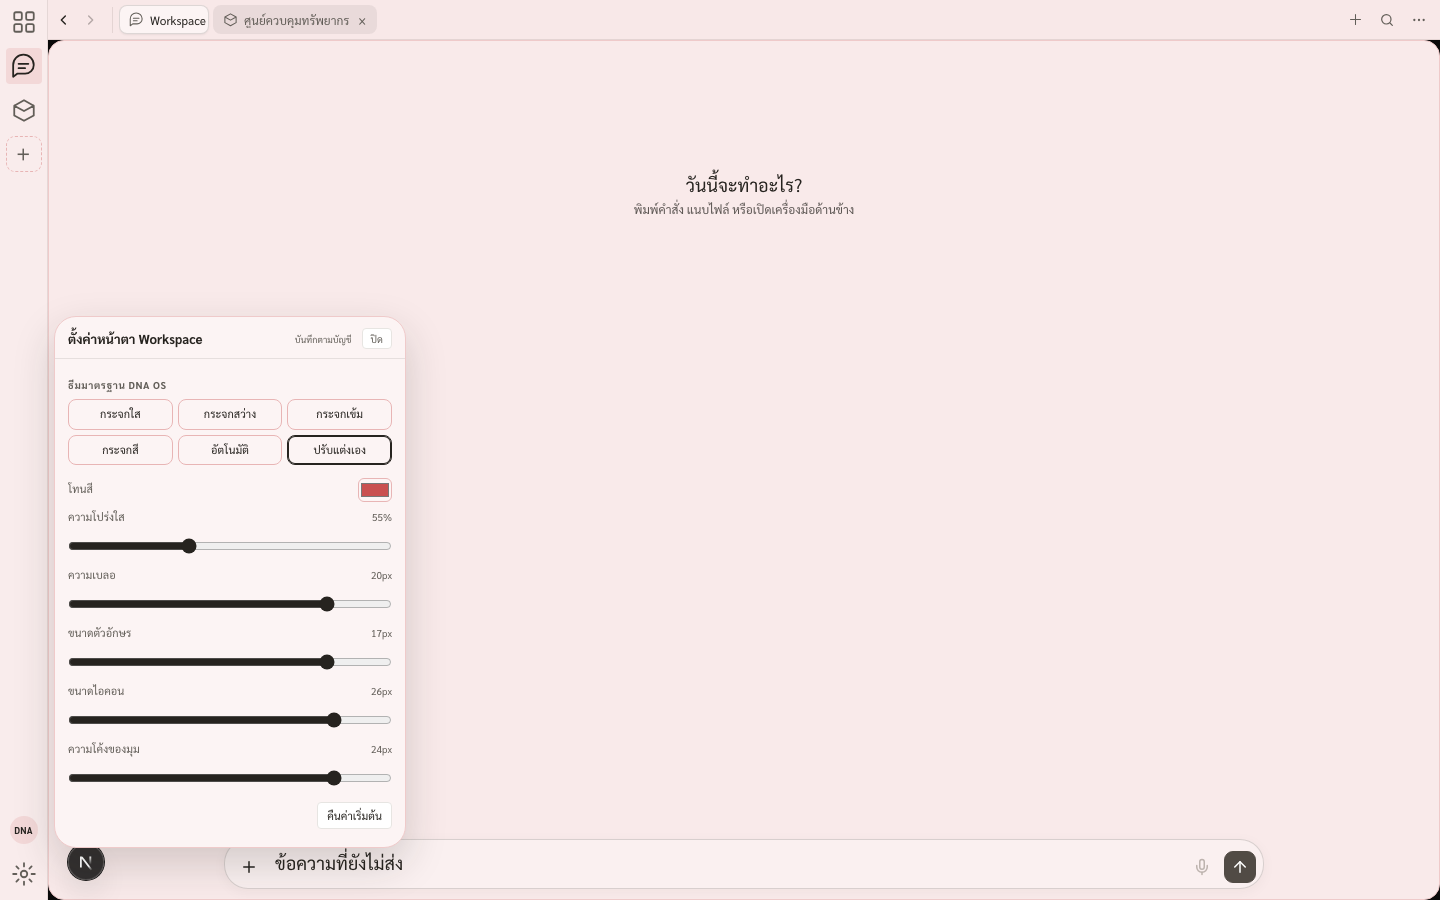 Workspace
ศูนย์ควบคุมทรัพยากร
วันนี้จะทำอะไร?
พิมพ์คำสั่ง แนบไฟล์ หรือเปิดเครื่องมือด้านข้าง
ตั้งค่าหน้าตา Workspace
บันทึกตามบัญชี
ปิด
ธีมมาตรฐาน DNA OS
กระจกใส
กระจกสว่าง
กระจกเข้ม
กระจกสี
อัตโนมัติ
ปรับแต่งเอง
โทนสี
ความโปร่งใส 55%
ความเบลอ 20px
ขนาดตัวอักษร 17px
ขนาดไอคอน 26px
ความโค้งของมุม 24px
คืนค่าเริ่มต้น
DNA
N
ข้อความที่ยังไม่ส่ง